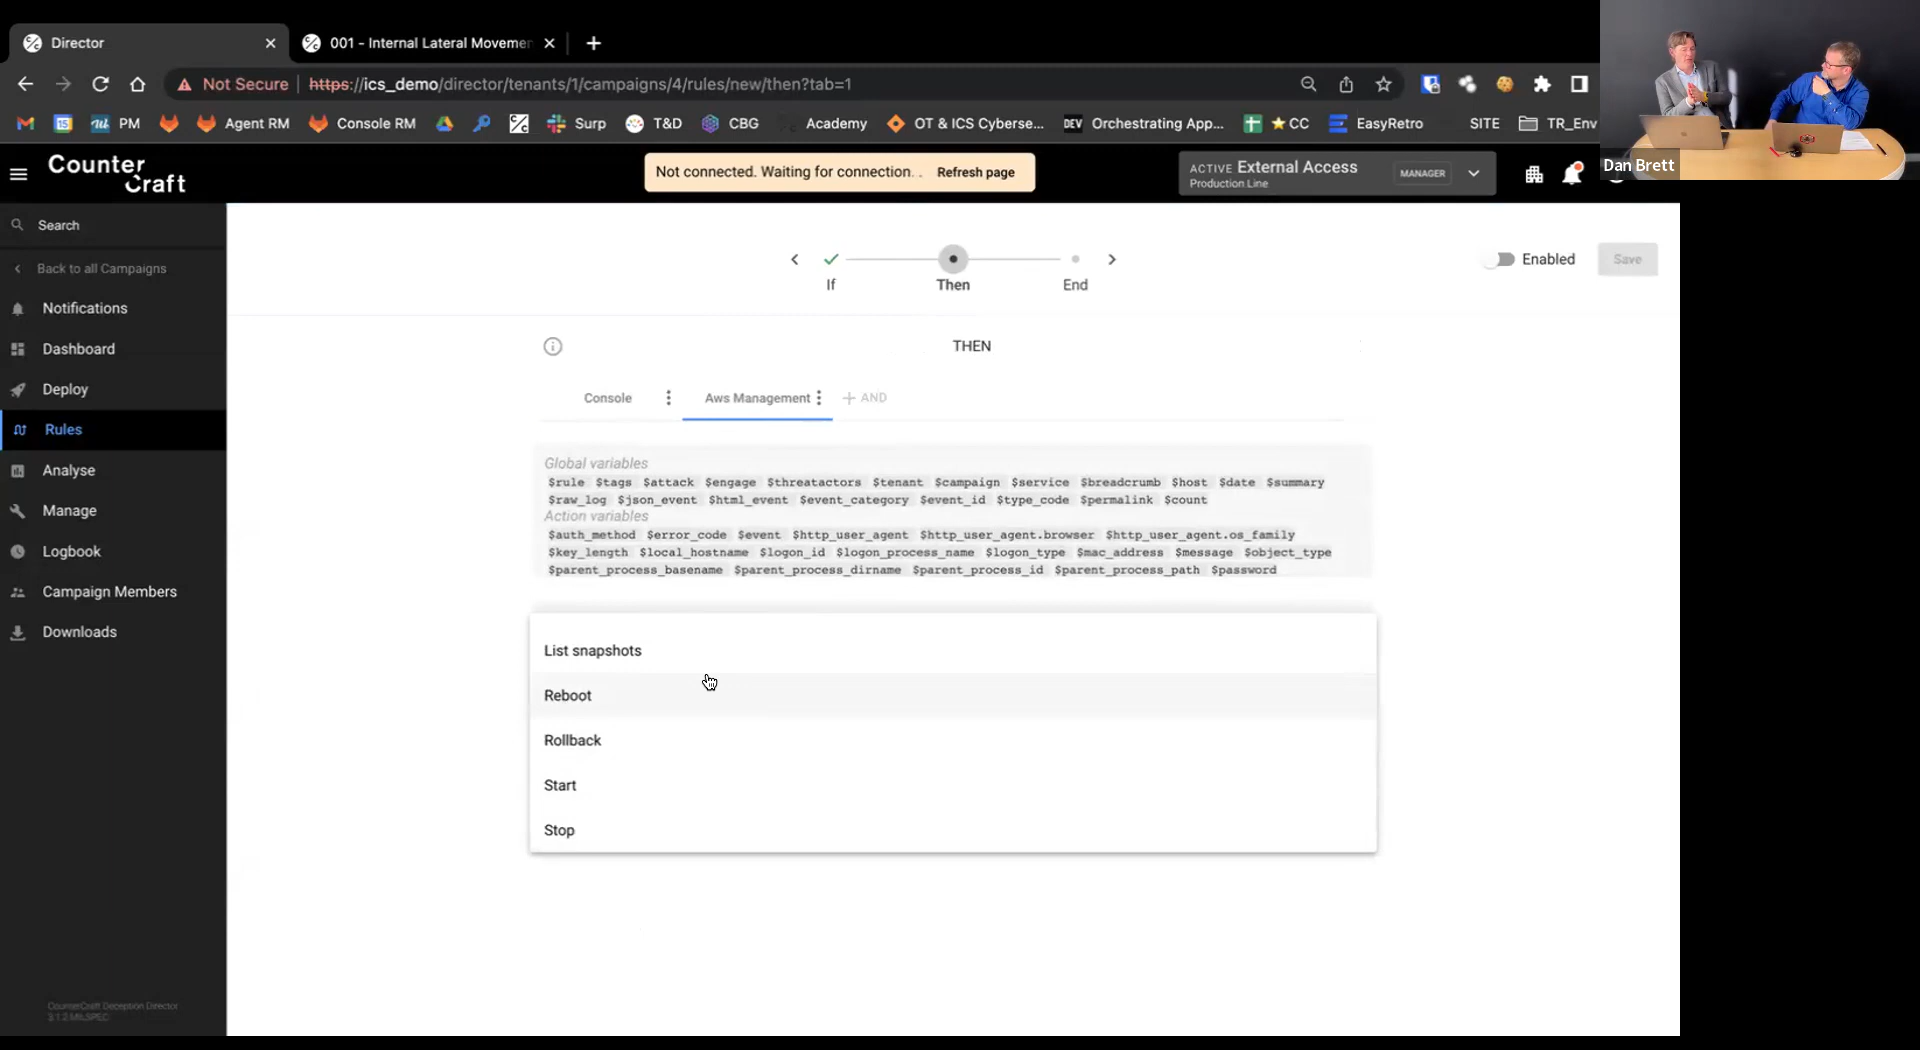 Director
001 - Internal Lateral Movemen
Not Secure https://ics_demo/director/tenants/1/campaigns/4/rules/new/then?tab=1
15 PM Agent RM Console RM Surp T&D CBG Academy OT & ICS Cyberse... DEV Orchestrating App... CC EasyRetro SITE TR_Env
Dan Brett
Counter
Craft
Not connected. Waiting for connection. . Refresh page
ACTIVE External Access
Production Line
MANAGER
Search
Back to all Campaigns
Notifications
Dashboard
Deploy
Rules
Analyse
Manage
Logbook
Campaign Members
Downloads
CounterCraft Deception Director
If
Then
End
Enabled
Save
THEN
Console
Aws Management
AND
Global variables
$rule $tags $attack $engage $threatactors $tenant $campaign $service $breadcrumb $host $date $summary
$raw_log $json_event $html_event $event_category $event_id $type_code $permalink $count
Action variables
$auth_method $error_code $event $http_user_agent $http_user_agent.browser $http_user_agent.os_family
$key_length $local_hostname $logon_id $logon_process_name $logon_type $mac_address $message $object_type
$parent_process_basename $parent_process_dirname $parent_process_id $parent_process_path $password
List snapshots
Reboot
Rollback
Start
Stop